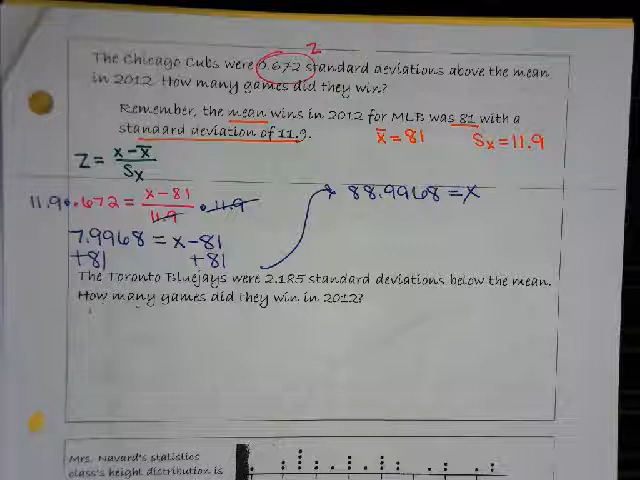 Z
The Chicago Cubs were 0.672 standard deviations above the mean
in 2012. How many games did they win?
Remember, the mean wins in 2012 for MLB was 81 with a
standard deviation of 11.9.
x̄ = 81 Sx = 11.9
Z = x - x̄ / Sx
11.9 • .672 = x - 81 / 11.9 • 11.9
88.9968 = x
7.9968 = x - 81
+81 +81
The Toronto Bluejays were 2.185 standard deviations below the mean.
How many games did they win in 2012?
Mrs. Navard's statistics
class's height distribution is